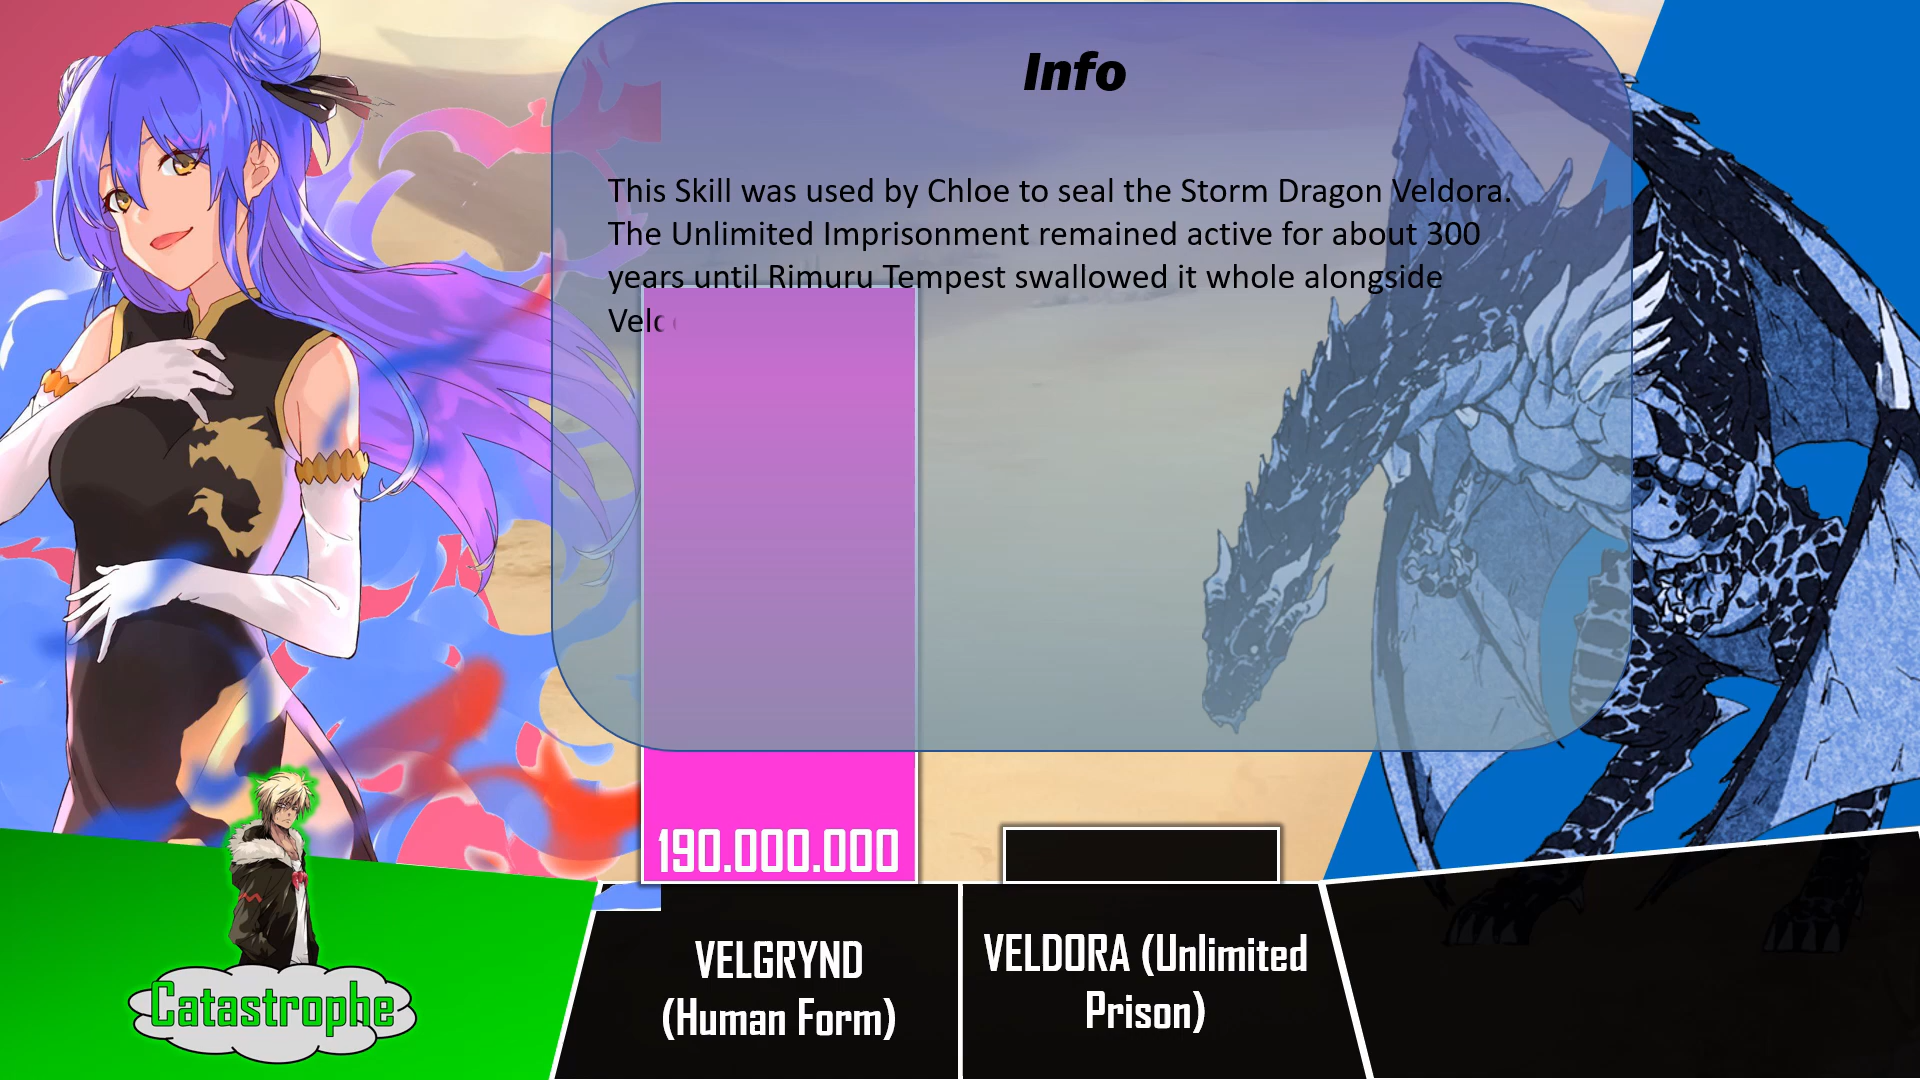 Info
This Skill was used by Chloe to seal the Storm Dragon Veldora.
The Unlimited Imprisonment remained active for about 300
years until Rimuru Tempest swallowed it whole alongside
190.000.000
VELGRYND
(Human Form)
VELDORA (Unlimited
Prison)
Catastrophe